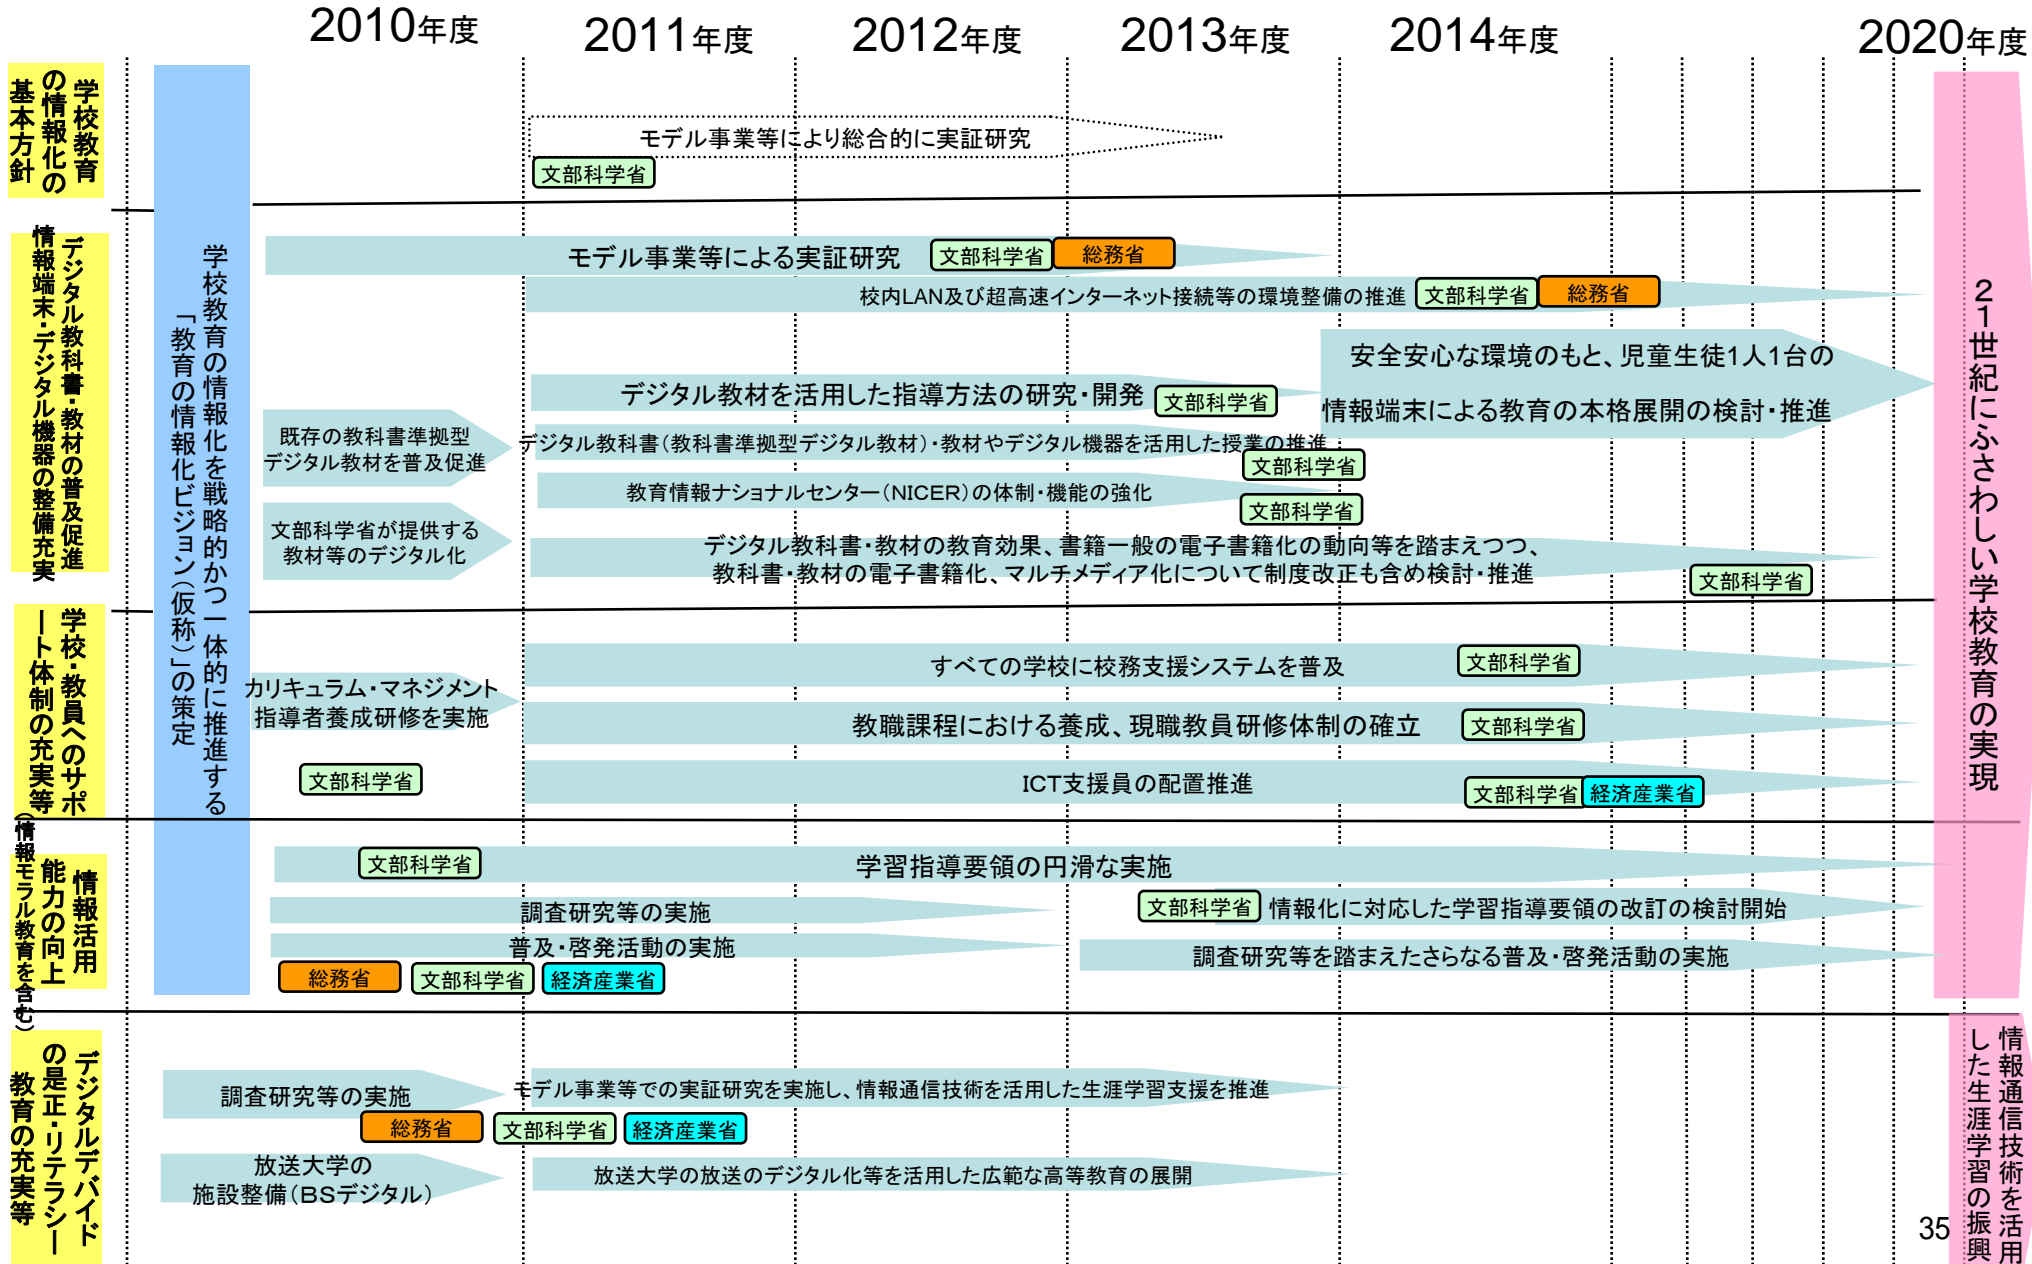 2010年度
2011年度
2012年度
2013年度
2014年度
2020年度
学校教育
の情報化の
基本方針
モデル事業等により総合的に実証研究
文部科学省
学校教育の情報化を戦略的かつ一体的に推進する
「教育の情報化ビジョン（仮称）」の策定
デジタル教科書・教材の普及促進
情報端末・デジタル機器の整備充実
モデル事業等による実証研究
文部科学省
総務省
校内LAN及び超高速インターネット接続等の環境整備の推進
文部科学省
総務省
安全安心な環境のもと、児童生徒1人1台の
情報端末による教育の本格展開の検討・推進
デジタル教材を活用した指導方法の研究・開発
文部科学省
既存の教科書準拠型
デジタル教材を普及促進
デジタル教科書（教科書準拠型デジタル教材）・教材やデジタル機器を活用した授業の推進
文部科学省
教育情報ナショナルセンター（NICER）の体制・機能の強化
文部科学省
文部科学省が提供する
教材等のデジタル化
デジタル教科書・教材の教育効果、書籍一般の電子書籍化の動向等を踏まえつつ、
教科書・教材の電子書籍化、マルチメディア化について制度改正も含め検討・推進
文部科学省
21世紀にふさわしい学校教育の実現
学校・教員へのサポ
ート体制の充実等
すべての学校に校務支援システムを普及
文部科学省
カリキュラム・マネジメント
指導者養成研修を実施
文部科学省
教職課程における養成、現職教員研修体制の確立
文部科学省
ICT支援員の配置推進
文部科学省
経済産業省
情報活用
能力の向上
（情報モラル教育を含む）
文部科学省
学習指導要領の円滑な実施
調査研究等の実施
文部科学省
情報化に対応した学習指導要領の改訂の検討開始
普及・啓発活動の実施
調査研究等を踏まえたさらなる普及・啓発活動の実施
総務省
文部科学省
経済産業省
デジタルデバイド
の是正・リテラシー
教育の充実等
調査研究等の実施
モデル事業等での実証研究を実施し、情報通信技術を活用した生涯学習支援を推進
総務省
文部科学省
経済産業省
放送大学の
施設整備（BSデジタル）
放送大学の放送のデジタル化等を活用した広範な高等教育の展開
情報通信技術を活用
した生涯学習の振興
35